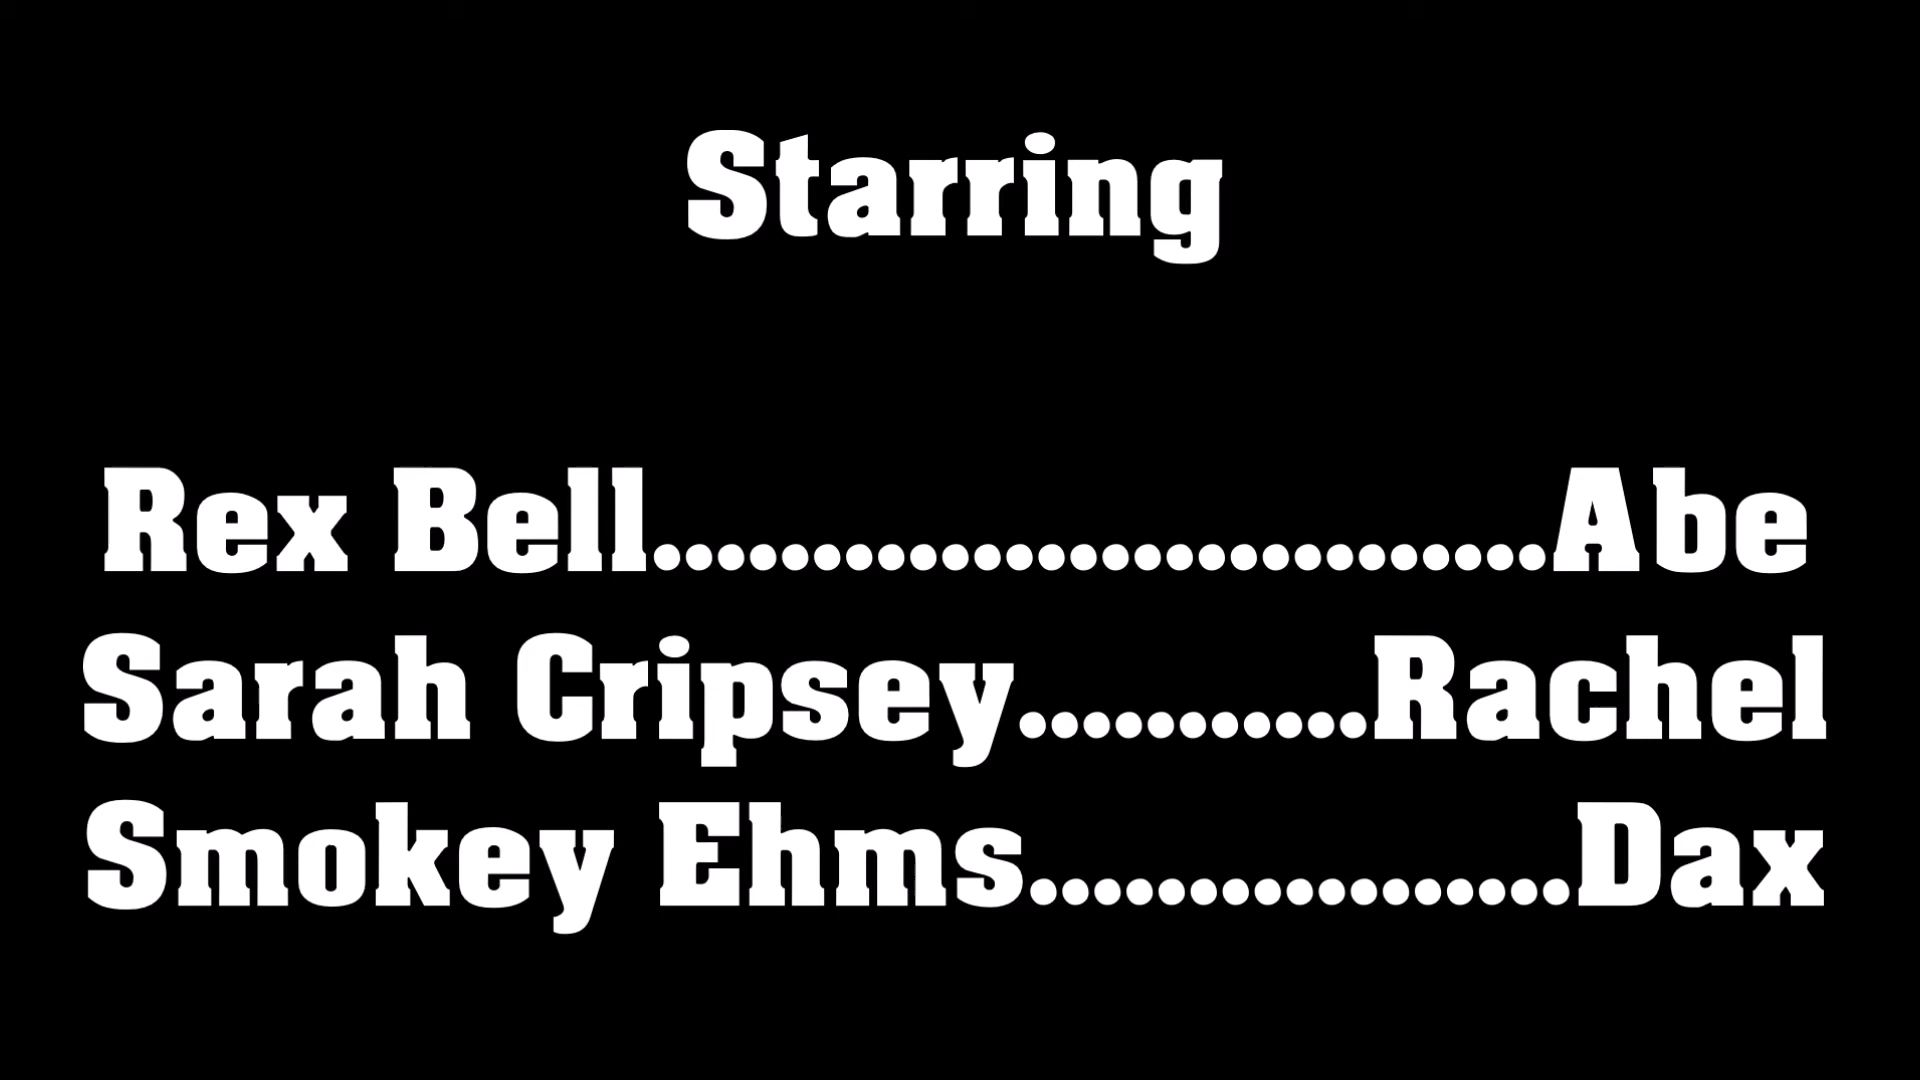 Starring
Rex Bell............................Abe
Sarah Cripsey...........Rachel
Smokey Ehms.................Dax